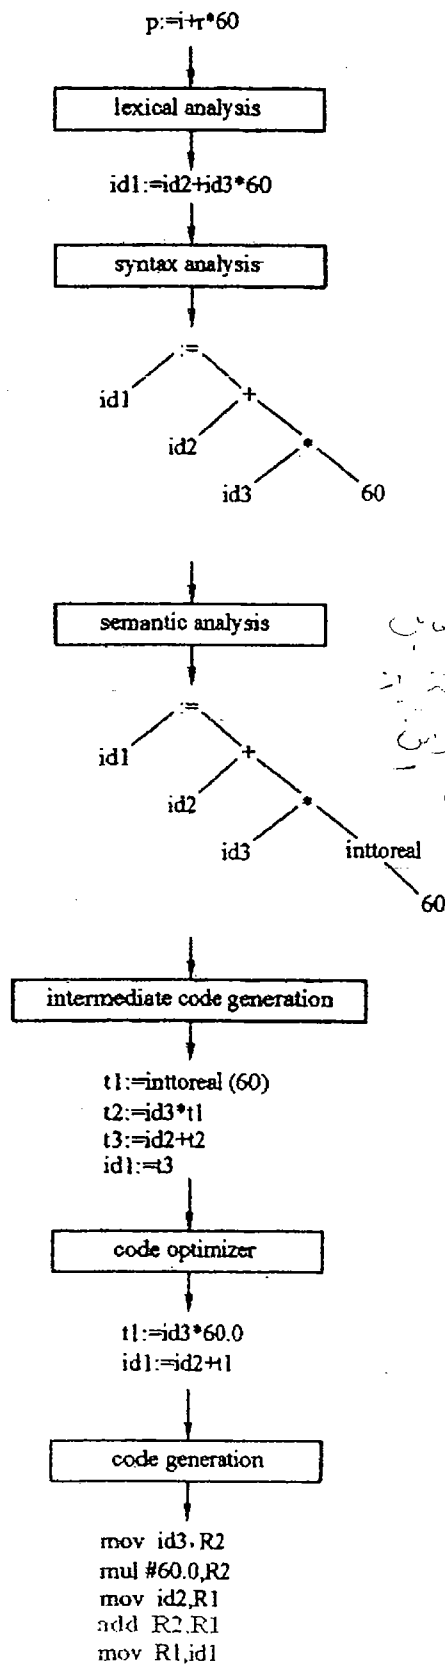 p:=i+r*60
lexical analysis
id1:=id2+id3*60
syntax analysis
:=
id1 +
id2 *
id3 60
semantic analysis
:=
id1 +
id2 *
id3 inttoreal
60
intermediate code generation
t1:=inttoreal (60)
t2:=id3*t1
t3:=id2+t2
id1:=t3
code optimizer
t1:=id3*60.0
id1:=id2+t1
code generation
mov id3,R2
mul #60.0,R2
mov id2,R1
add R2,R1
mov R1,id1